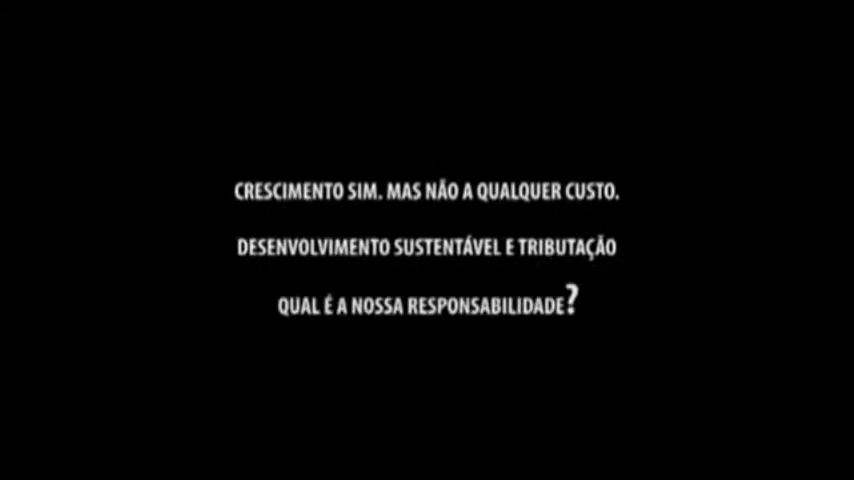 CRESCIMENTO SIM. MAS NÃO A QUALQUER CUSTO.
DESENVOLVIMENTO SUSTENTÁVEL E TRIBUTAÇÃO
QUAL É A NOSSA RESPONSABILIDADE?